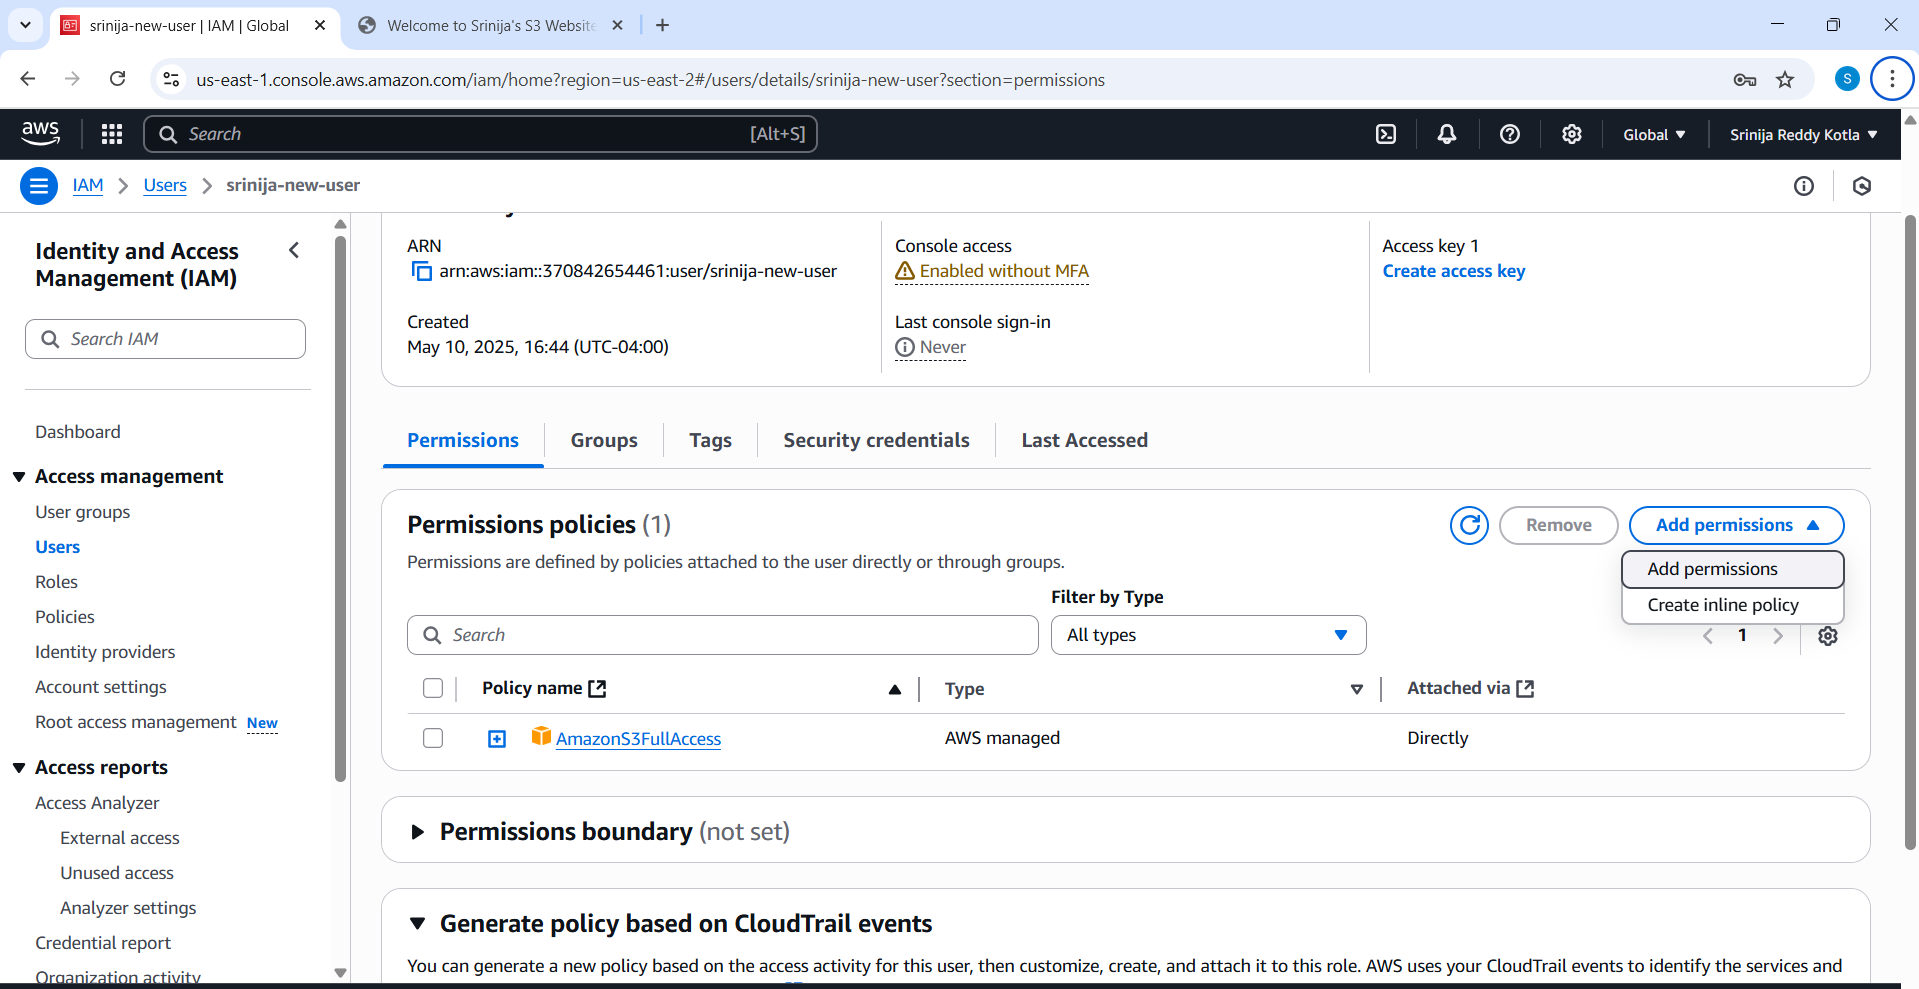 srinija-new-user | IAM | Global
Welcome to Srinija's S3 Website
us-east-1.console.aws.amazon.com/iam/home?region=us-east-2#/users/details/srinija-new-user?section=permissions
S
aws
Search
[Alt+S]
Global
Srinija Reddy Kotla
IAM
Users
srinija-new-user
Identity and Access
Management (IAM)
Search IAM
Dashboard
Access management
User groups
Users
Roles
Policies
Identity providers
Account settings
Root access management New
Access reports
Access Analyzer
External access
Unused access
Analyzer settings
Credential report
Organization activity
ARN
arn:aws:iam::370842654461:user/srinija-new-user
Created
May 10, 2025, 16:44 (UTC-04:00)
Console access
Enabled without MFA
Last console sign-in
Never
Access key 1
Create access key
Permissions
Groups
Tags
Security credentials
Last Accessed
Permissions policies (1)
Remove
Add permissions
Permissions are defined by policies attached to the user directly or through groups.
Add permissions
Create inline policy
Filter by Type
Search
All types
1
Policy name
Type
Attached via
AmazonS3FullAccess
AWS managed
Directly
Permissions boundary (not set)
Generate policy based on CloudTrail events
You can generate a new policy based on the access activity for this user, then customize, create, and attach it to this role. AWS uses your CloudTrail events to identify the services and